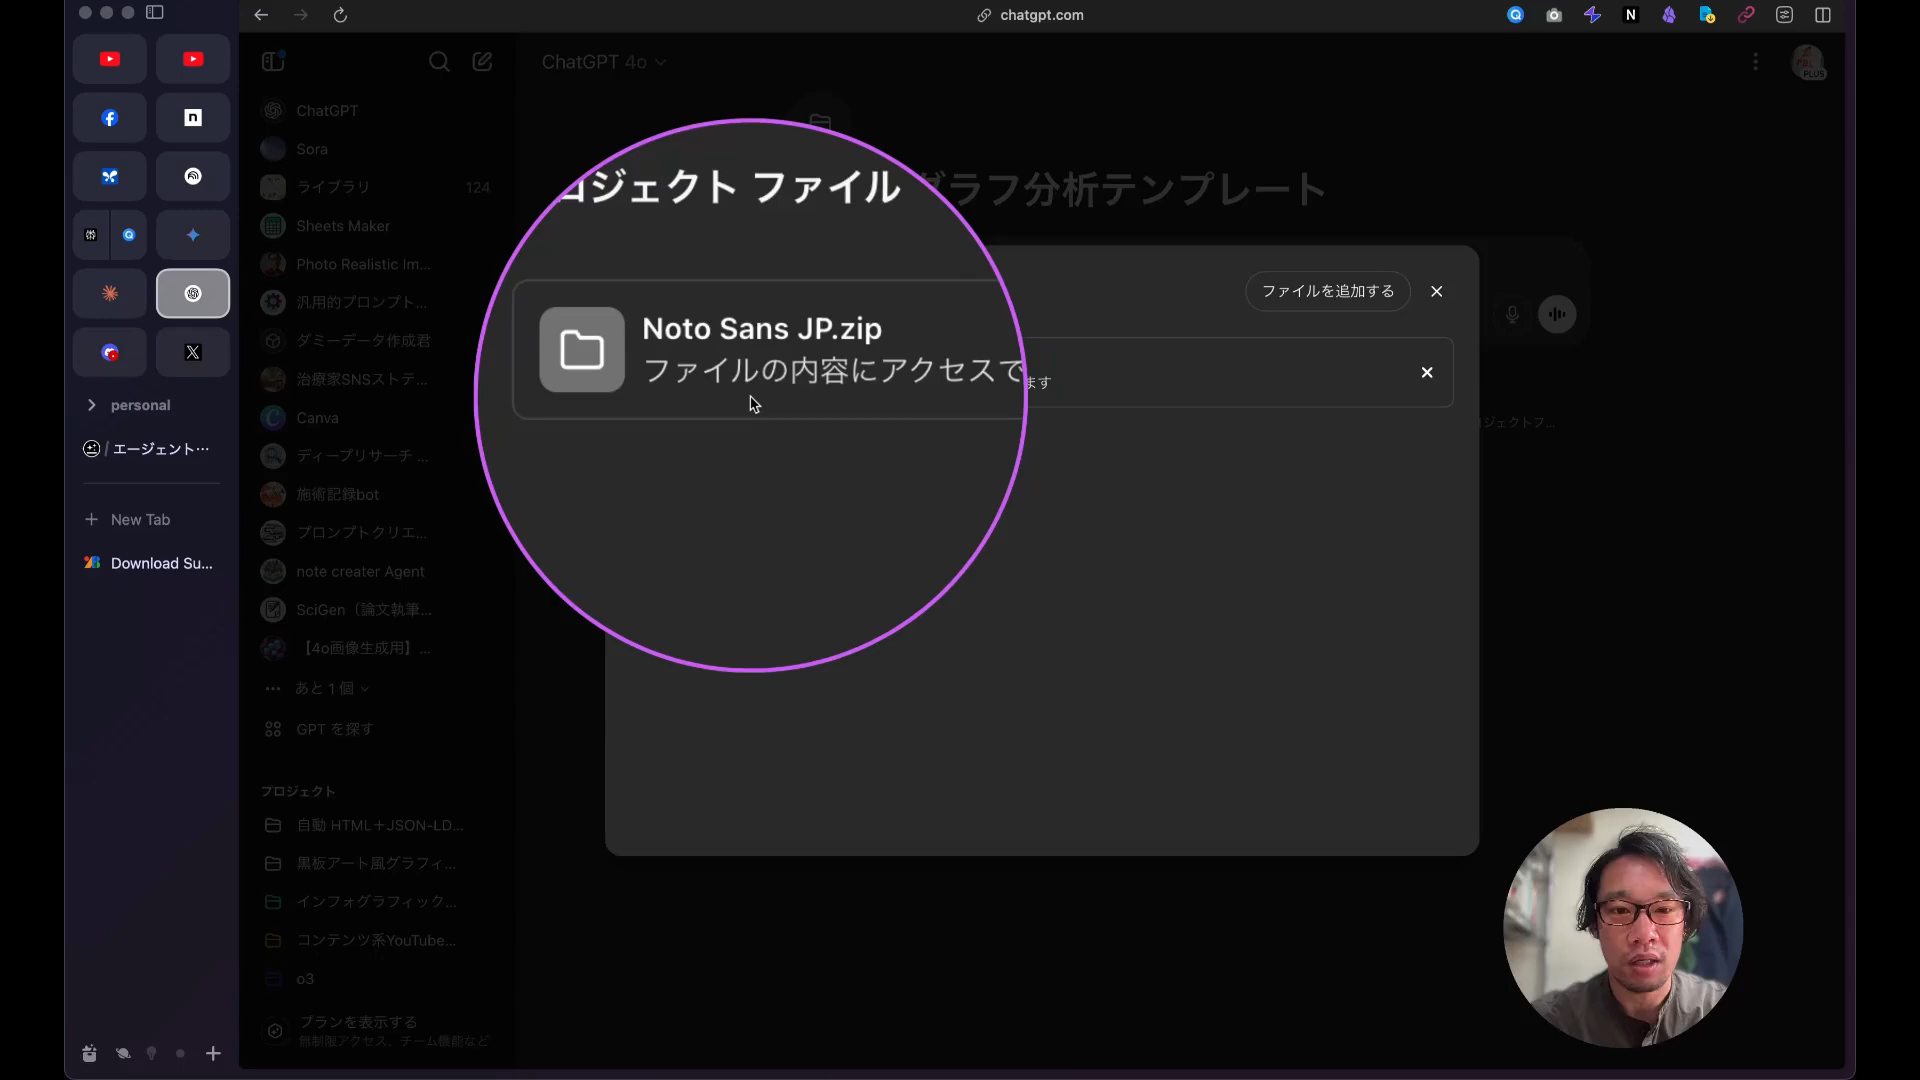 chatgpt.com
N
ChatGPT 4o
PLUS
ChatGPT
Sora
ライブラリ 124
Sheets Maker
Photo Realistic Im...
汎用的プロンプト...
ダミーデータ作成君
治療家SNSストテ...
Canva
ディープリサーチ ...
施術記録bot
プロンプトクリエ...
note creater Agent
SciGen（論文執筆...
【4o画像生成用】...
あと 1 個
GPT を探す
プロジェクト
自動 HTML＋JSON-LD...
黒板アート風グラフィ...
インフォグラフィック...
コンテンツ系YouTube...
o3
プランを表示する
無制限アクセス、チーム機能など
personal
/ エージェント…
New Tab
Download Su...
グラフ分析テンプレート
ロジェクト ファイル
ファイルを追加する
Noto Sans JP.zip
ファイルの内容にアクセスで
ます
ロジェクトフ...